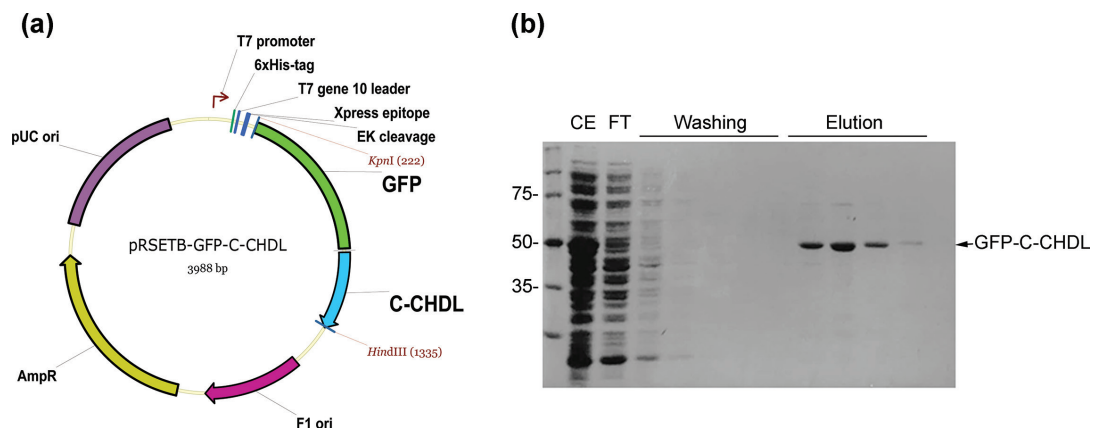 (a)
T7 promoter
6xHis-tag
T7 gene 10 leader
Xpress epitope
EK cleavage
KpnI (222)
GFP
pUC ori
pRSETB-GFP-C-CHDL
3988 bp
C-CHDL
HindIII (1335)
AmpR
F1 ori
(b)
CE FT Washing Elution
75-
50-
35-
GFP-C-CHDL